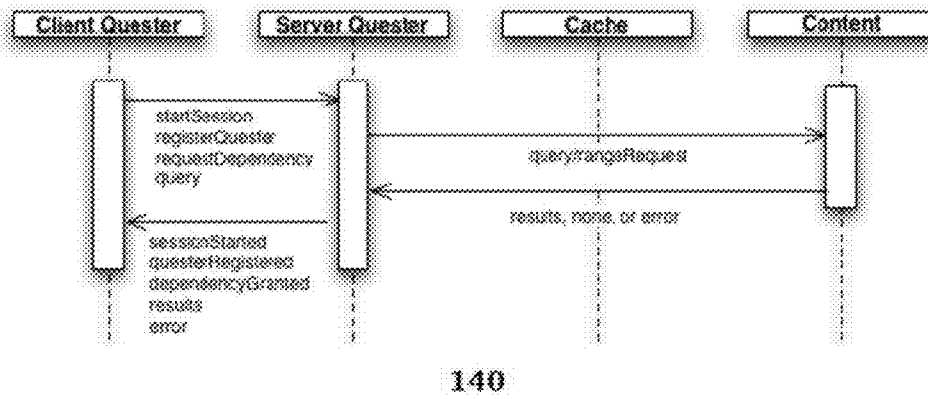 Client Quester
Server Quester
Cache
Content
startSession
registerQuester
requestDependency
query
query/rangeRequest
results, none, or error
sessionStarted
questerRegistered
dependencyGranted
results
error
140